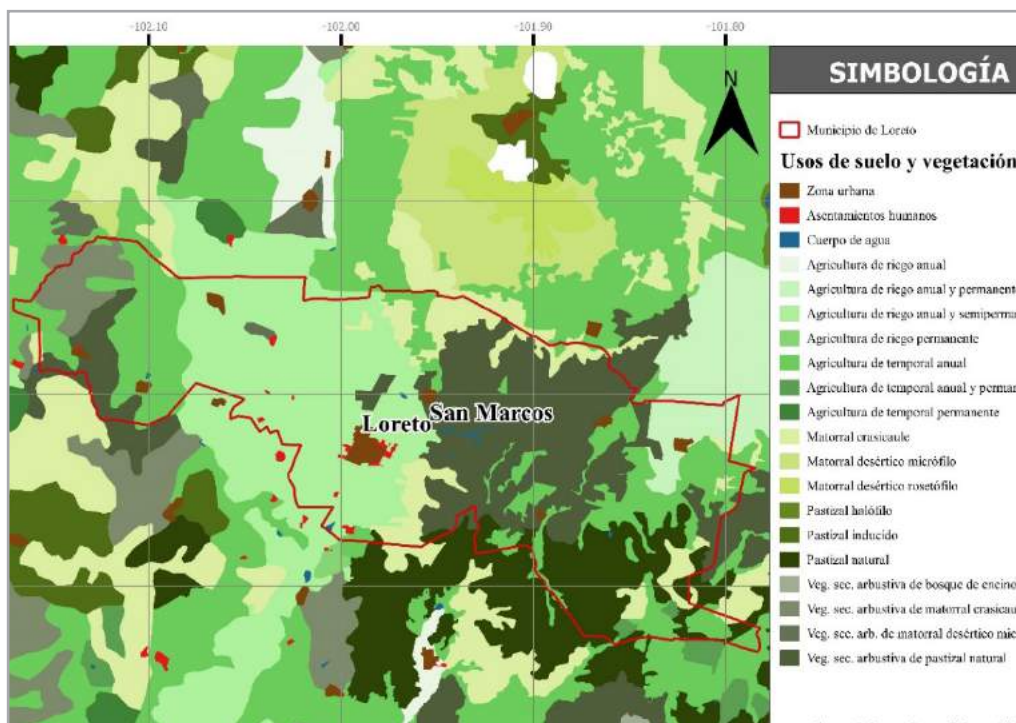 -102.10 -102.00 -101.90 -101.80
N
SIMBOLOGÍA
Municipio de Loreto
Usos de suelo y vegetación
Zona urbana
Asentamientos humanos
Cuerpo de agua
Agricultura de riego anual
Agricultura de riego anual y permanente
Agricultura de riego anual y semiperma
Agricultura de riego permanente
Agricultura de temporal anual
Agricultura de temporal anual y perman
Agricultura de temporal permanente
Matorral crasicaule
Matorral desértico micrófilo
Matorral desértico rosetófilo
Pastizal halófilo
Pastizal inducido
Pastizal natural
Veg. sec. arbustiva de bosque de encino
Veg. sec. arbustiva de matorral crasicau
Veg. sec. arb. de matorral desértico mic
Veg. sec. arbustiva de pastizal natural
San Marcos
Loreto